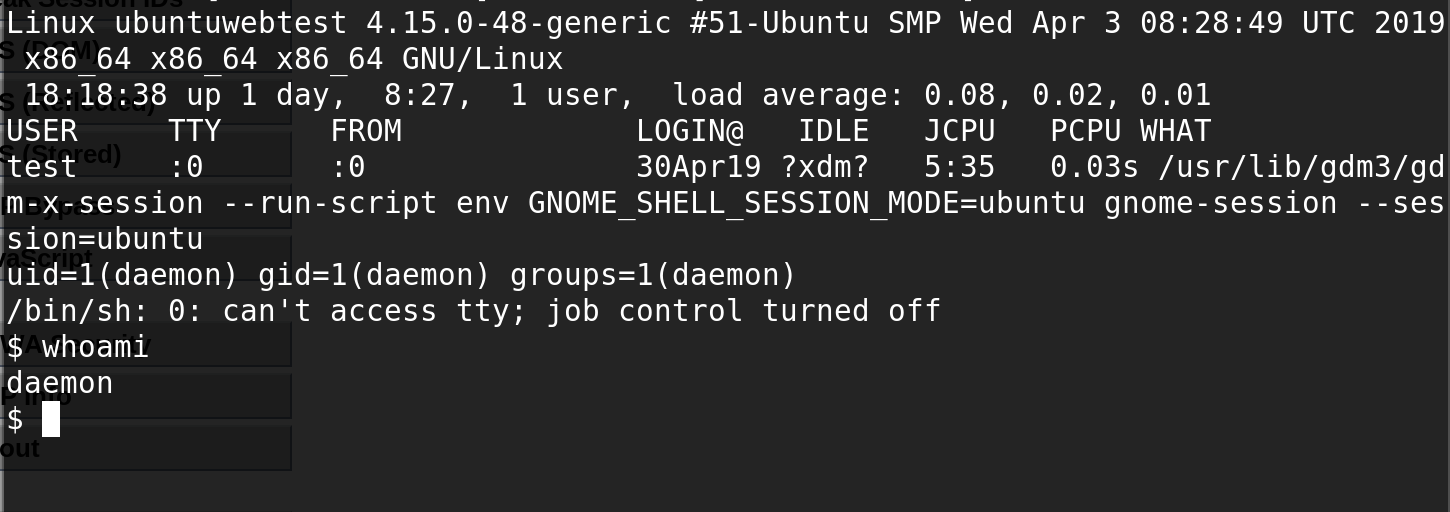 Linux ubuntuwebtest 4.15.0-48-generic #51-Ubuntu SMP Wed Apr 3 08:28:49 UTC 2019
 x86_64 x86_64 x86_64 GNU/Linux
 18:18:38 up 1 day,  8:27,  1 user,  load average: 0.08, 0.02, 0.01
USER     TTY      FROM             LOGIN@   IDLE   JCPU   PCPU WHAT
test     :0       :0               30Apr19 ?xdm?   5:35   0.03s /usr/lib/gdm3/gd
m-x-session --run-script env GNOME_SHELL_SESSION_MODE=ubuntu gnome-session --ses
sion=ubuntu
uid=1(daemon) gid=1(daemon) groups=1(daemon)
/bin/sh: 0: can't access tty; job control turned off
$ whoami
daemon
$